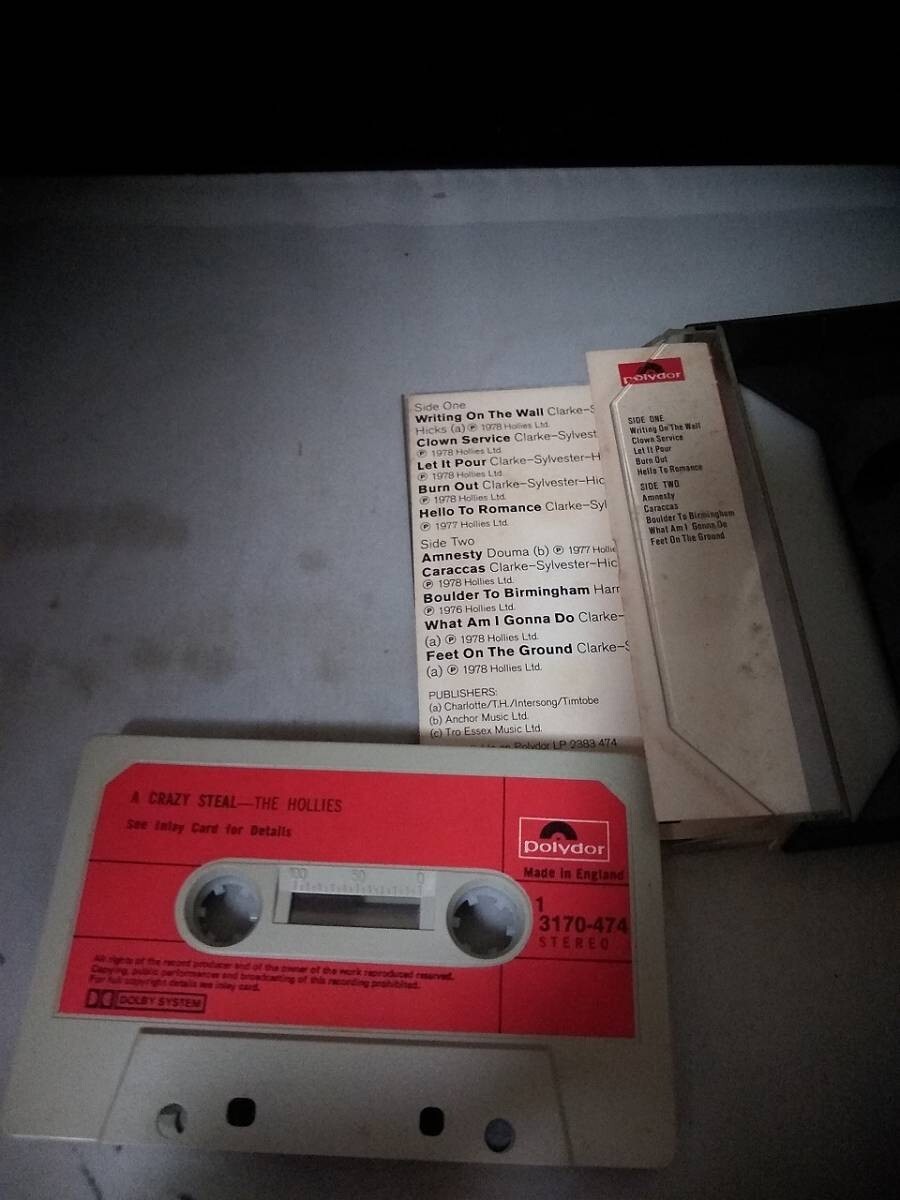 Side One
Writing On The Wall Clarke–S
Hicks (a) ℗ 1978 Hollies Ltd.
Clown Service Clarke–Sylvest
℗ 1978 Hollies Ltd.
Let It Pour Clarke–Sylvester–H
℗ 1978 Hollies Ltd.
Burn Out Clarke–Sylvester–Hic
℗ 1978 Hollies Ltd.
Hello To Romance Clarke–Syl
℗ 1977 Hollies Ltd.
Side Two
Amnesty Douma (b) ℗ 1977 Hollie
Caraccas Clarke–Sylvester–Hic
℗ 1978 Hollies Ltd.
Boulder To Birmingham Harr
℗ 1976 Hollies Ltd.
What Am I Gonna Do Clarke–
(a) ℗ 1978 Hollies Ltd.
Feet On The Ground Clarke–S
(a) ℗ 1978 Hollies Ltd.
PUBLISHERS:
(a) Charlotte/T.H./Intersong/Timtobe
(b) Anchor Music Ltd.
(c) Tro Essex Music Ltd.
on Polydor LP 2383 474
polydor
SIDE ONE
Writing On The Wall
Clown Service
Let It Pour
Burn Out
Hello To Romance
SIDE TWO
Amnesty
Caraccas
Boulder To Birmingham
What Am I Gonna Do
Feet On The Ground
A CRAZY STEAL—THE HOLLIES
See Inlay Card for Details
polydor
Made in England
100 50 0
1
3170-474
STEREO
All rights of the record producer and of the owner of the work reproduced reserved.
Copying, public performances and broadcasting of this recording prohibited.
For full copyright details see inlay card.
DOLBY SYSTEM